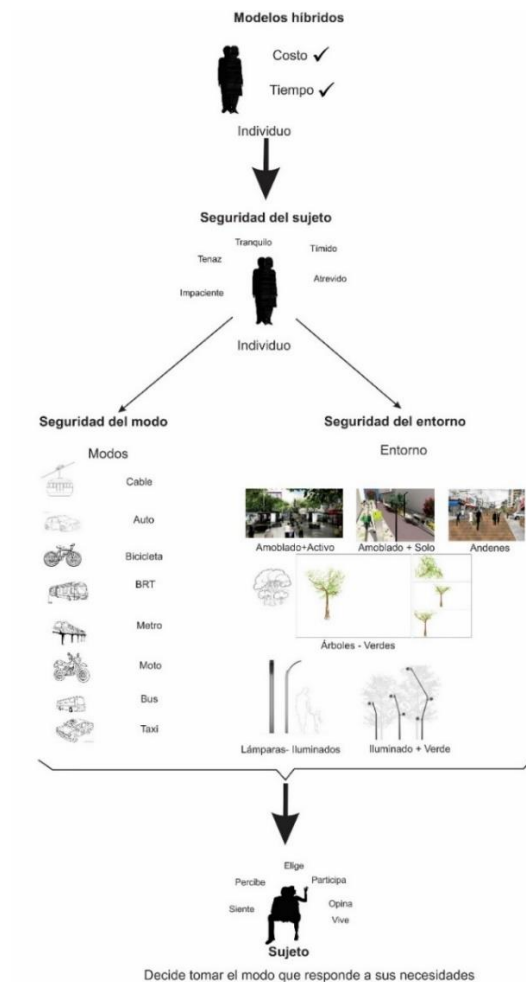 Modelos híbridos
Costo ✓
Tiempo ✓
Individuo
Seguridad del sujeto
Tranquilo
Tímido
Tenaz
Atrevido
Impaciente
Individuo
Seguridad del modo
Modos
Cable
Auto
Bicicleta
BRT
Metro
Moto
Bus
Taxi
Seguridad del entorno
Entorno
Amoblado+Activo
Amoblado + Solo
Andenes
Árboles - Verdes
Lámparas- Iluminados
Iluminado + Verde
Elige
Percibe
Participa
Siente
Opina
Vive
Sujeto
Decide tomar el modo que responde a sus necesidades